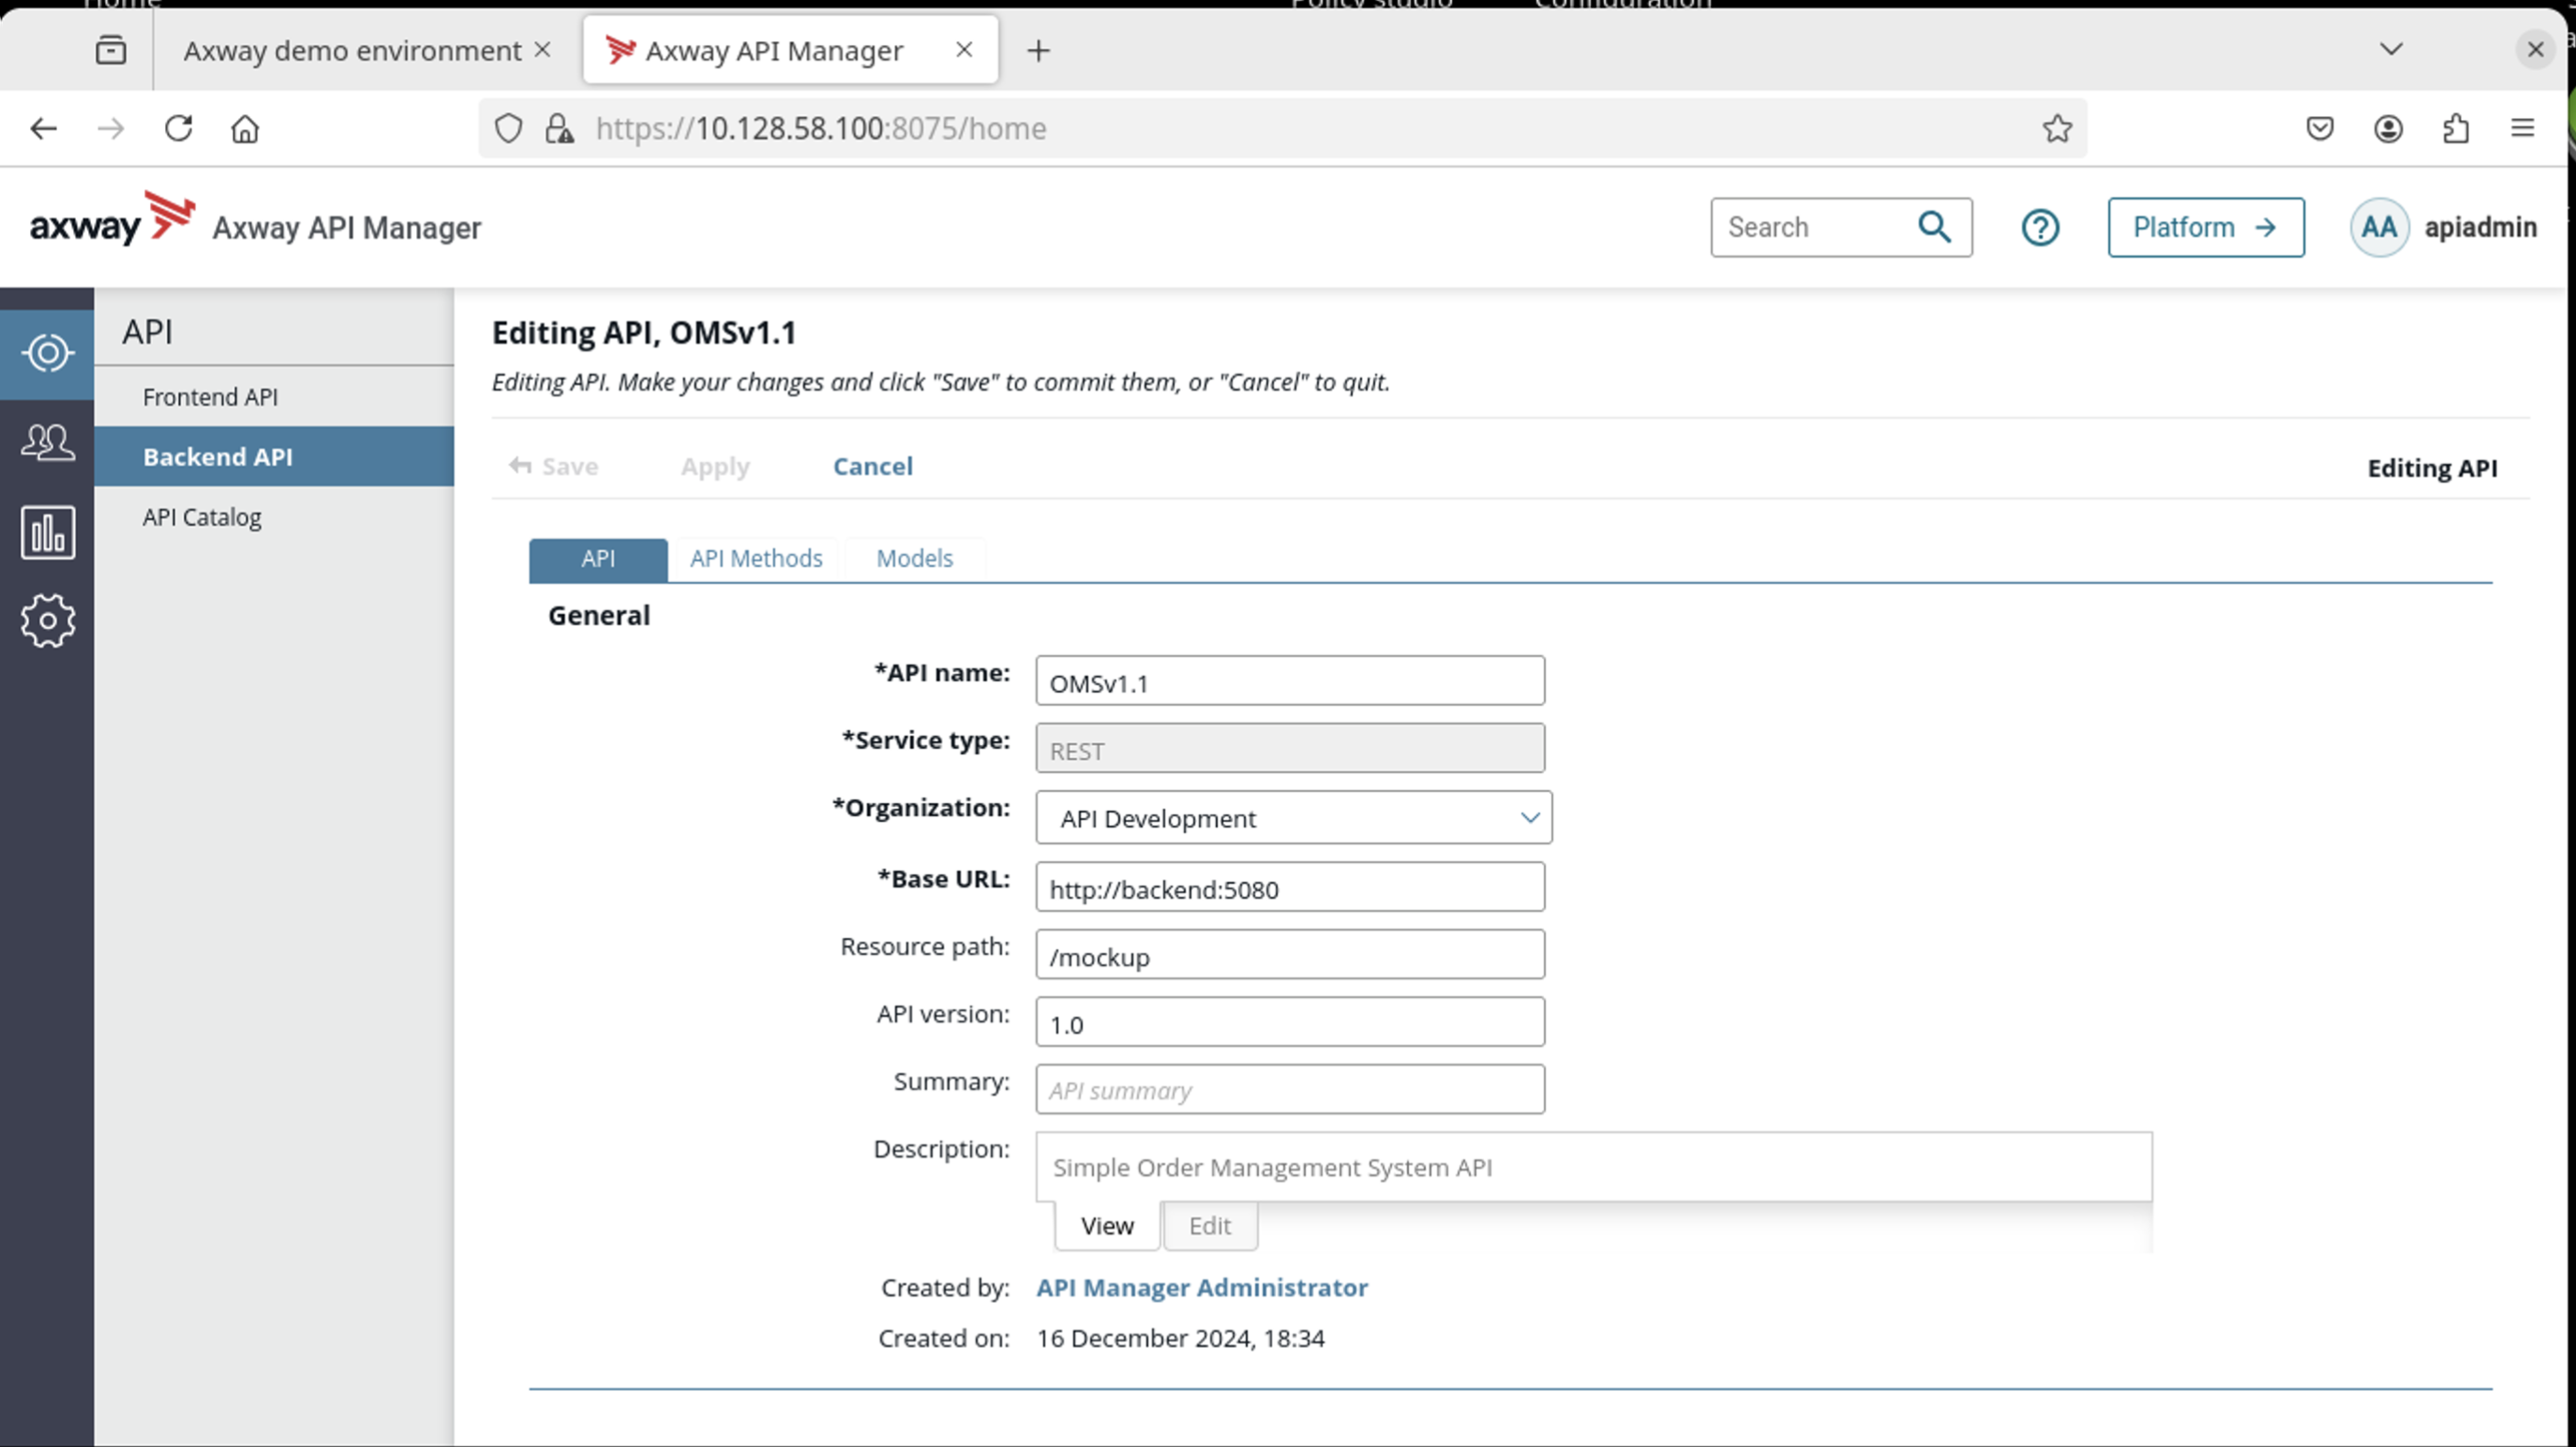 Home Policy studio Configuration
Axway demo environment
Axway API Manager
https://10.128.58.100:8075/home
axway Axway API Manager
Search
Platform
AA apiadmin
API
Frontend API
Backend API
API Catalog
Editing API, OMSv1.1
Editing API. Make your changes and click "Save" to commit them, or "Cancel" to quit.
Save Apply Cancel Editing API
API API Methods Models
General
*API name: OMSv1.1
*Service type: REST
*Organization: API Development
*Base URL: http://backend:5080
Resource path: /mockup
API version: 1.0
Summary: API summary
Description: Simple Order Management System API
View Edit
Created by: API Manager Administrator
Created on: 16 December 2024, 18:34